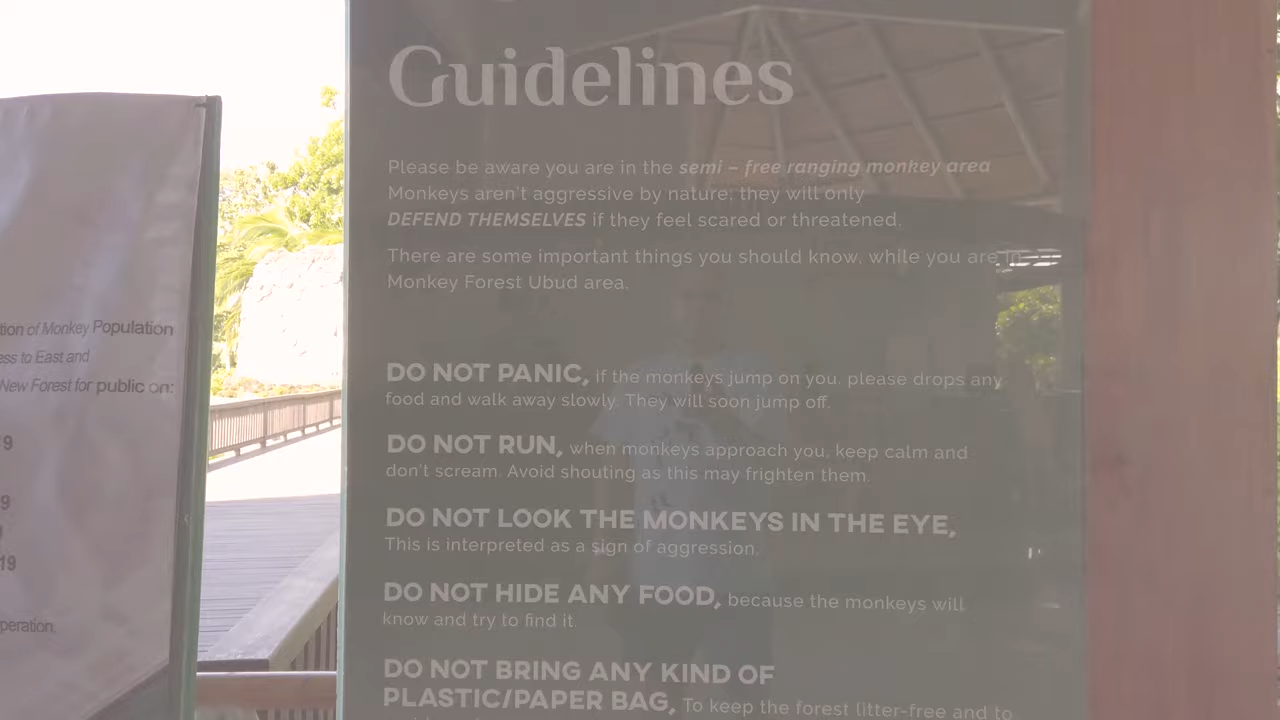 Guidelines
Please be aware you are in the semi – free ranging monkey area
Monkeys aren't aggressive by nature; they will only
DEFEND THEMSELVES if they feel scared or threatened.
There are some important things you should know, while you are in
Monkey Forest Ubud area.
DO NOT PANIC, if the monkeys jump on you, please drops any
food and walk away slowly. They will soon jump off.
DO NOT RUN, when monkeys approach you, keep calm and
don't scream. Avoid shouting as this may frighten them.
DO NOT LOOK THE MONKEYS IN THE EYE,
This is interpreted as a sign of aggression.
DO NOT HIDE ANY FOOD, because the monkeys will
know and try to find it.
DO NOT BRING ANY KIND OF
PLASTIC/PAPER BAG, To keep the forest litter-free and to
tion of Monkey Population
ess to East and
New Forest for public on:
9
9
19
peration.